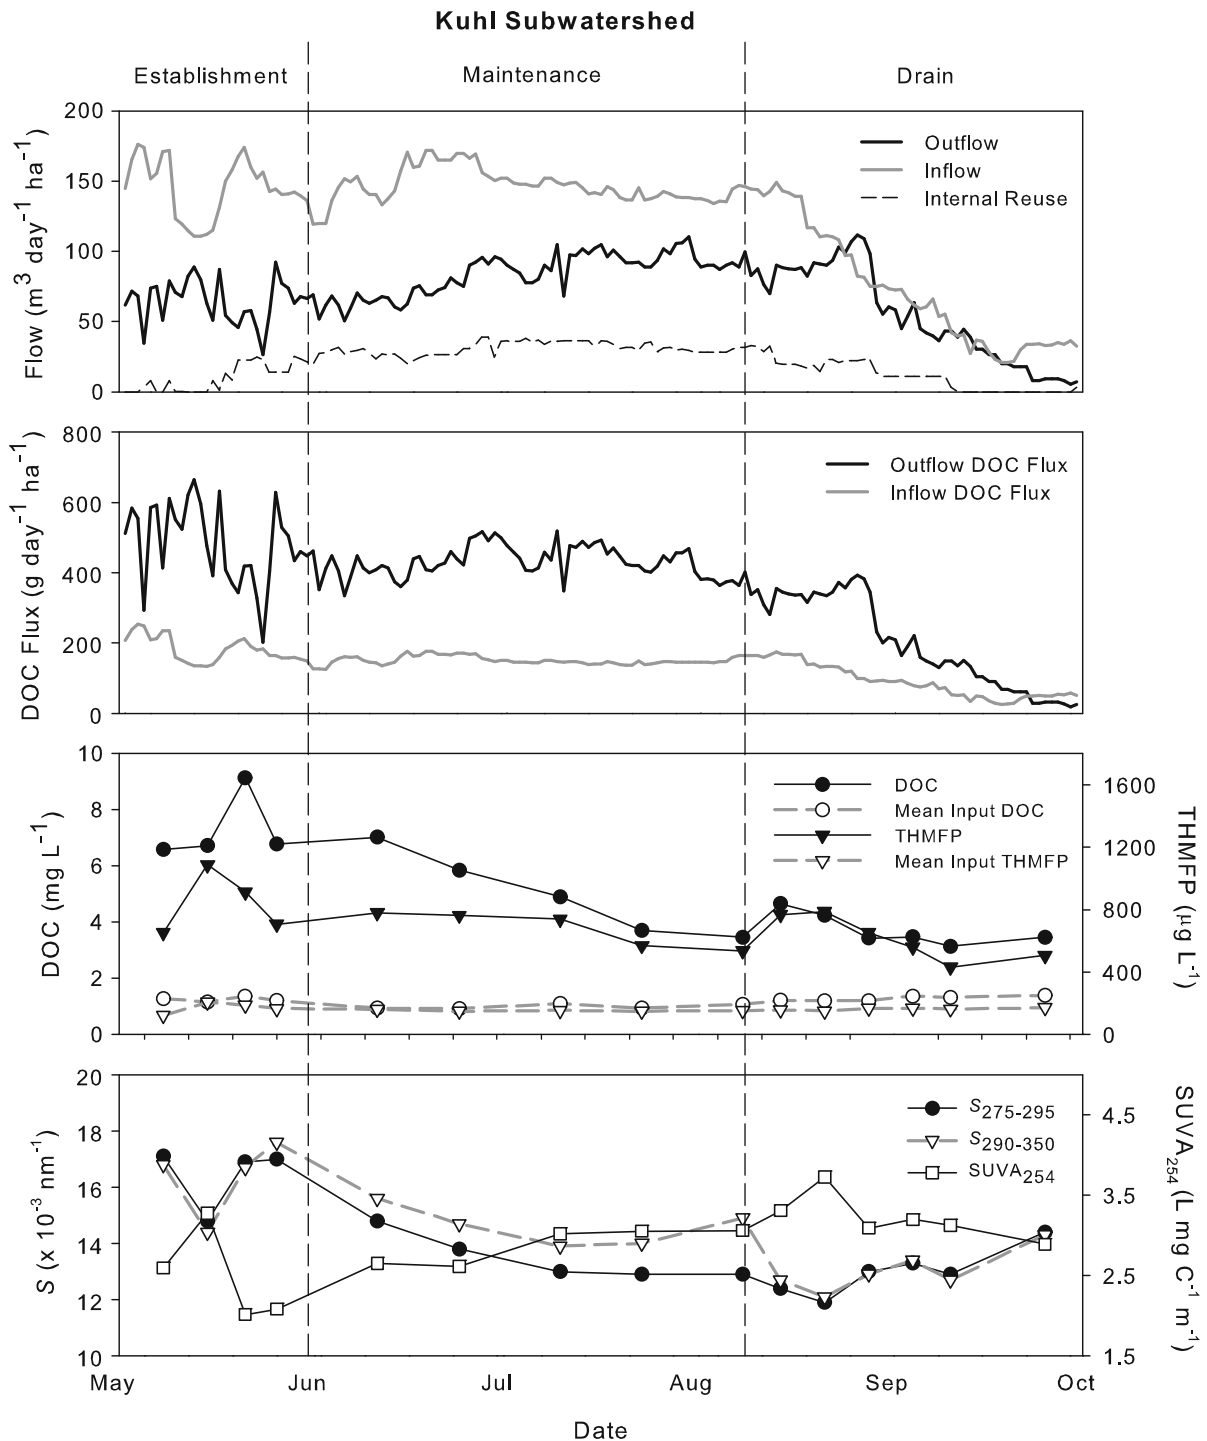 Kuhl Subwatershed
Establishment Maintenance Drain
Flow (m³ day⁻¹ ha⁻¹)
200
150
100
50
0
Outflow
Inflow
Internal Reuse
DOC Flux (g day⁻¹ ha⁻¹)
800
600
400
200
0
Outflow DOC Flux
Inflow DOC Flux
DOC (mg L⁻¹)
10
8
6
4
2
0
DOC
Mean Input DOC
THMFP
Mean Input THMFP
1600
1200
800
400
0
THMFP (μg L⁻¹)
S (x 10⁻³ nm⁻¹)
20
18
16
14
12
10
S275-295
S290-350
SUVA254
4.5
3.5
2.5
1.5
SUVA254 (L mg C⁻¹ m⁻¹)
May Jun Jul Aug Sep Oct
Date